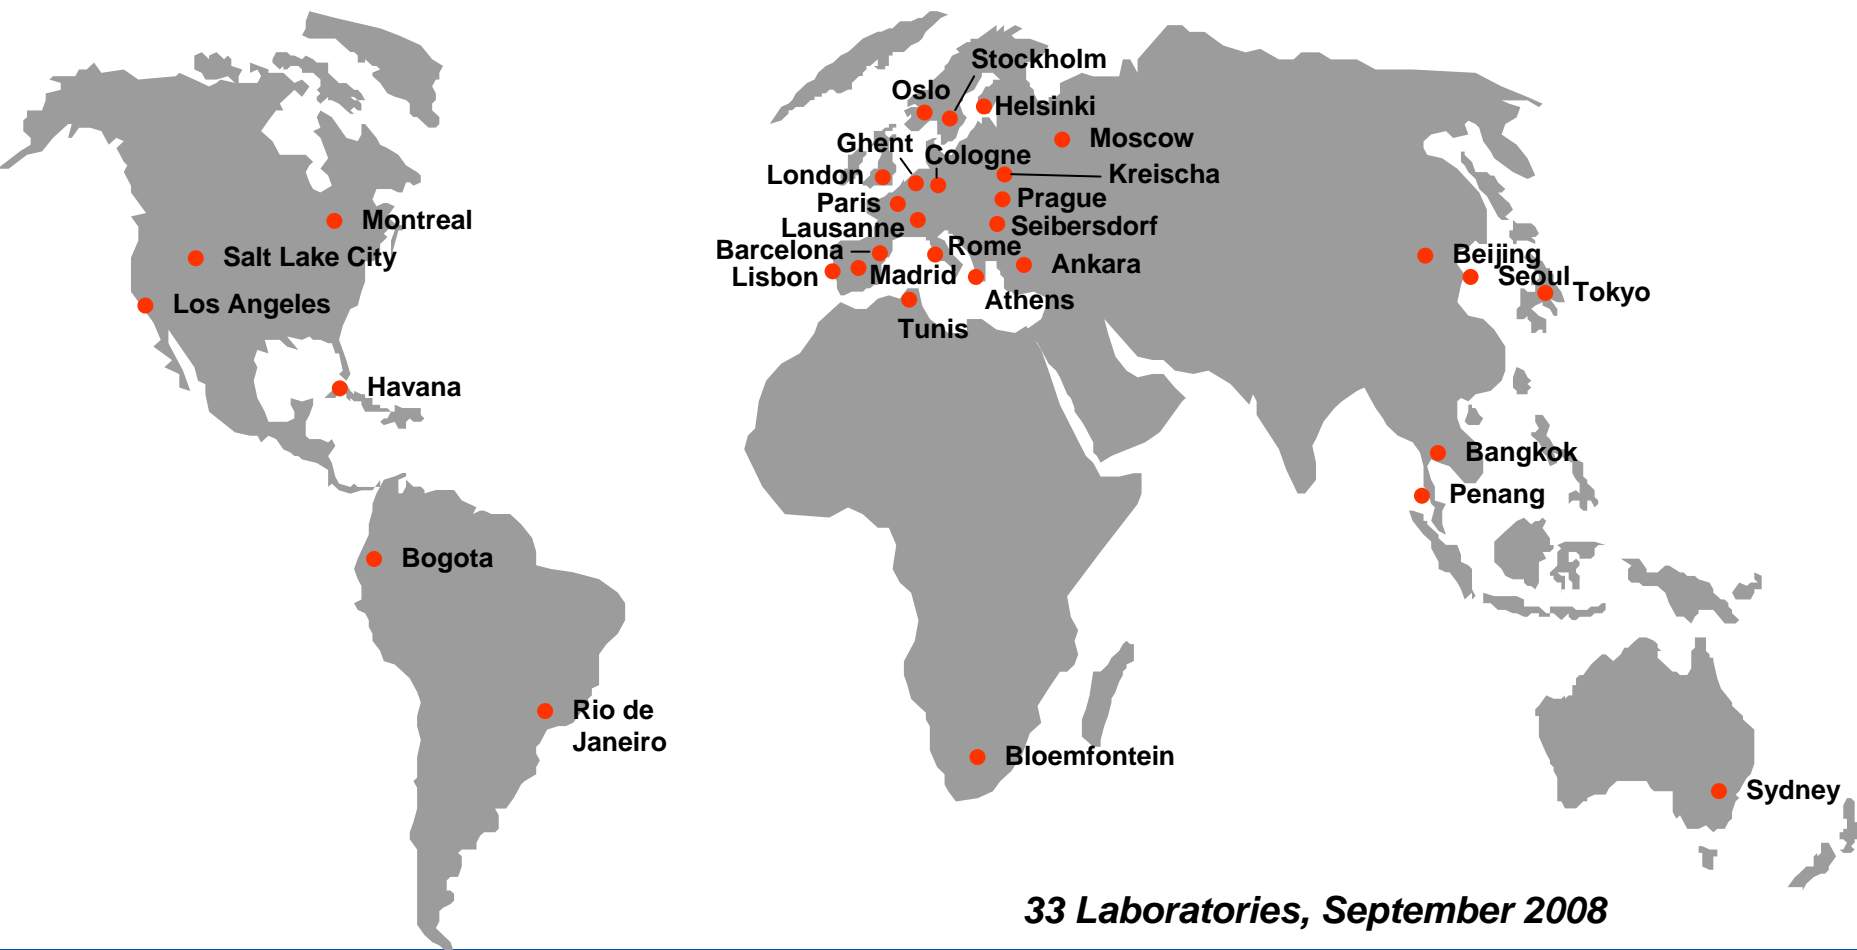 Stockholm
Oslo
Helsinki
Moscow
Ghent
Cologne
London
Kreischa
Paris
Prague
Lausanne
Seibersdorf
Barcelona
Rome
Lisbon
Madrid
Ankara
Athens
Tunis
Montreal
Salt Lake City
Los Angeles
Havana
Beijing
Seoul
Tokyo
Bangkok
Penang
Bogota
Rio de
Janeiro
Bloemfontein
Sydney
33 Laboratories, September 2008